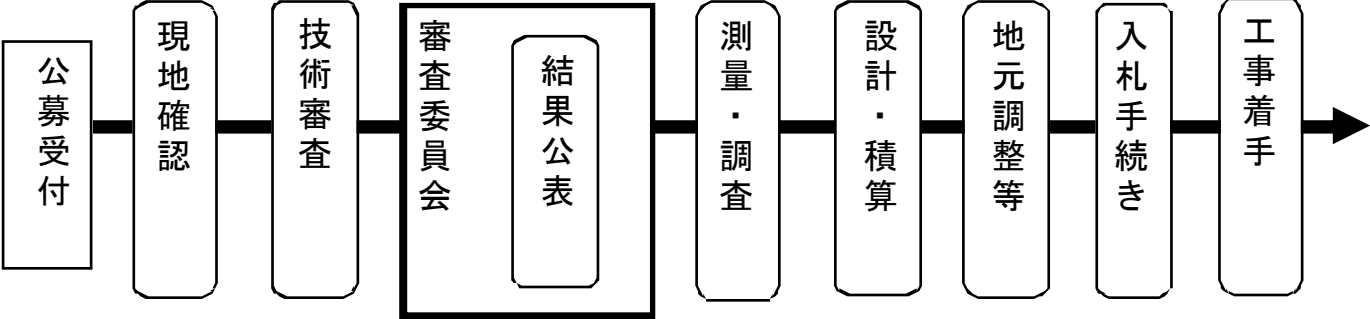 公募受付
現地確認
技術審査
審査委員会
結果公表
測量・調査
設計・積算
地元調整等
入札手続き
工事着手